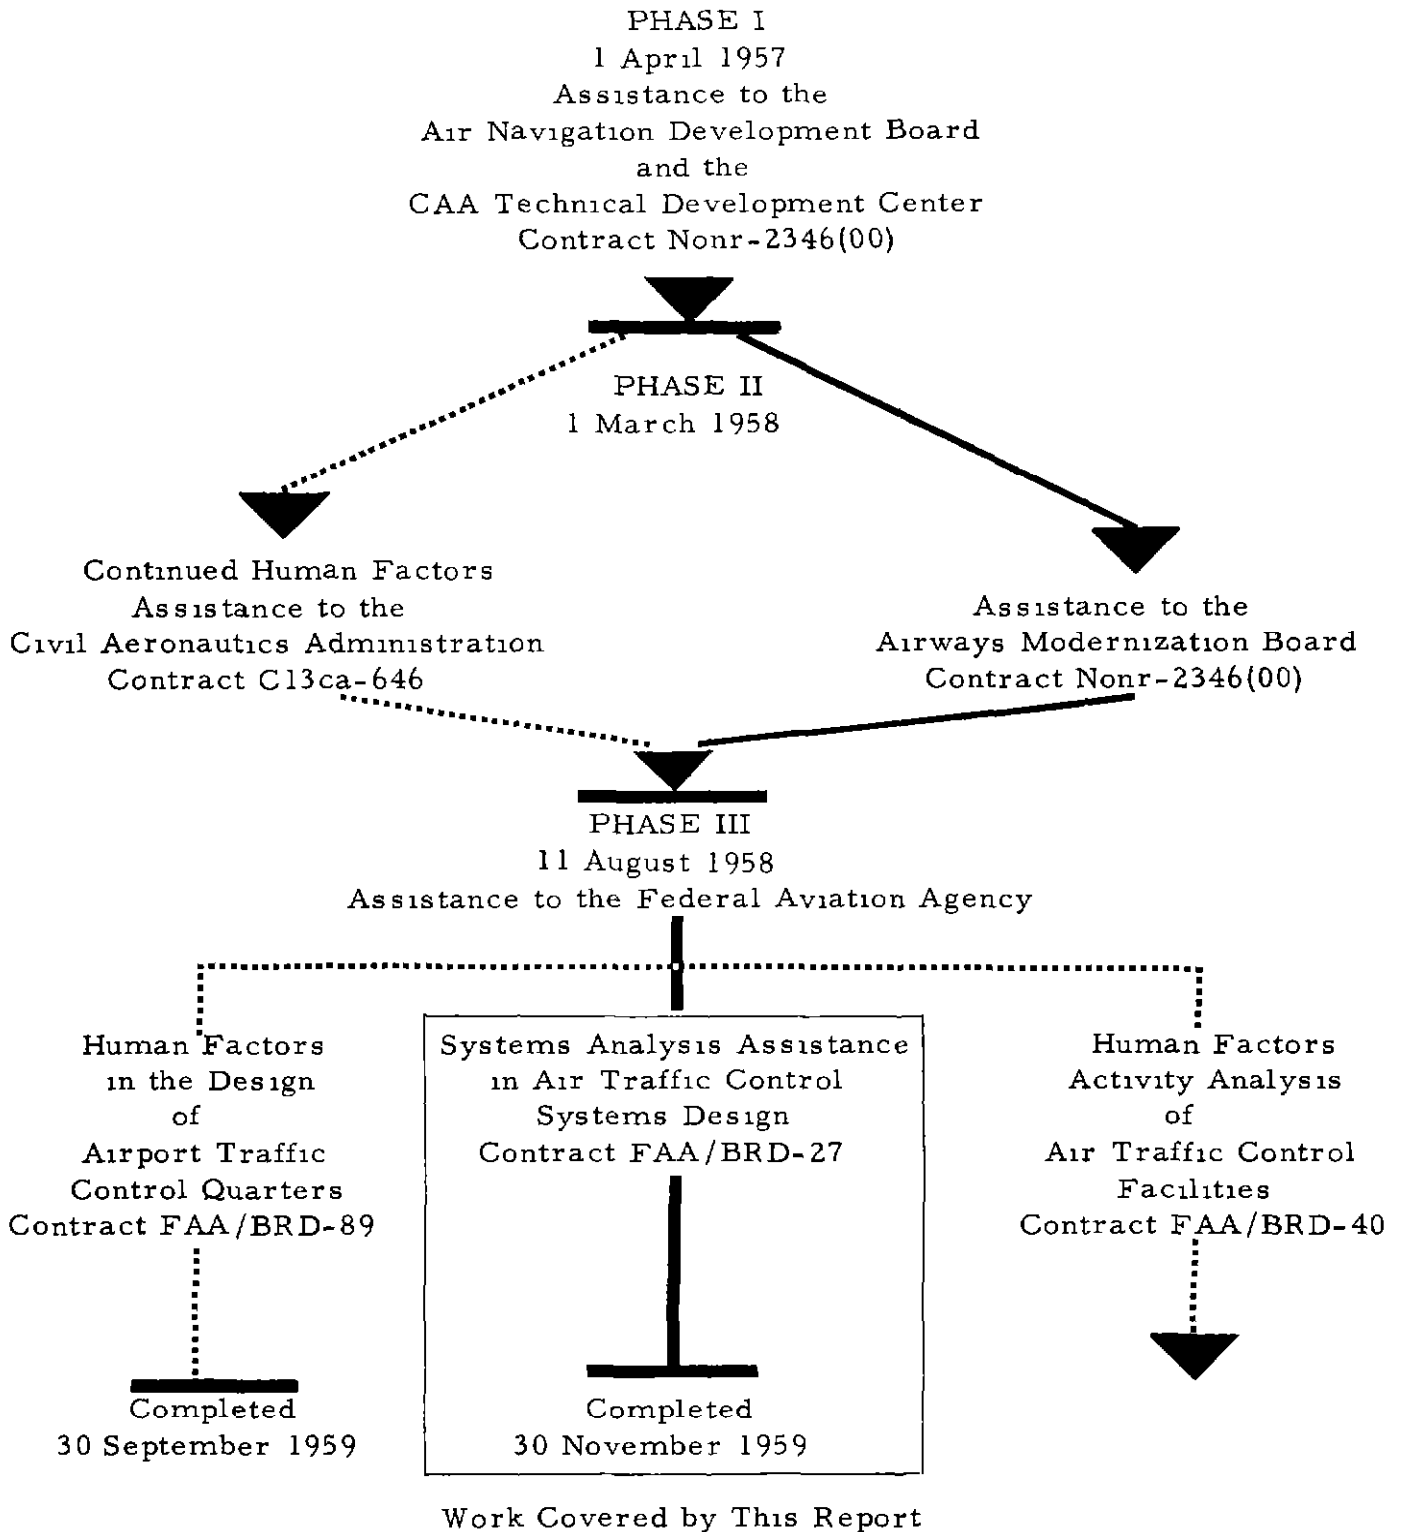 PHASE I
1 April 1957
Assistance to the
Air Navigation Development Board
and the
CAA Technical Development Center
Contract Nonr-2346(00)
PHASE II
1 March 1958
Continued Human Factors
Assistance to the
Civil Aeronautics Administration
Contract C13ca-646
Assistance to the
Airways Modernization Board
Contract Nonr-2346(00)
PHASE III
11 August 1958
Assistance to the Federal Aviation Agency
Human Factors
in the Design
of
Airport Traffic
Control Quarters
Contract FAA/BRD-89
Completed
30 September 1959
Systems Analysis Assistance
in Air Traffic Control
Systems Design
Contract FAA/BRD-27
Completed
30 November 1959
Human Factors
Activity Analysis
of
Air Traffic Control
Facilities
Contract FAA/BRD-40
Work Covered by This Report